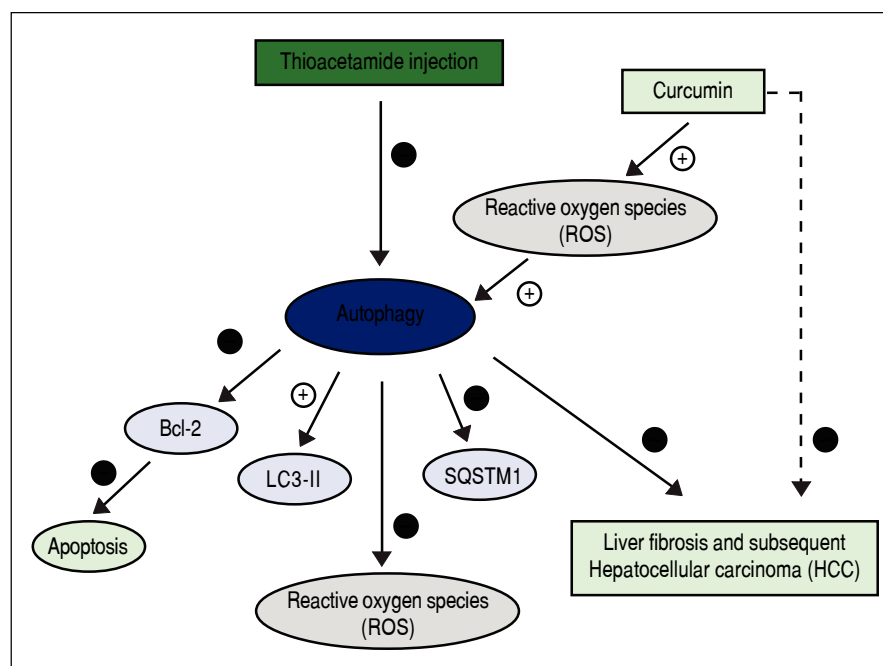 Thioacetamide injection
Curcumin
+
Reactive oxygen species
(ROS)
+
Autophagy
+
Bcl-2
LC3-II
SQSTM1
Apoptosis
Liver fibrosis and subsequent
Hepatocellular carcinoma (HCC)
Reactive oxygen species
(ROS)